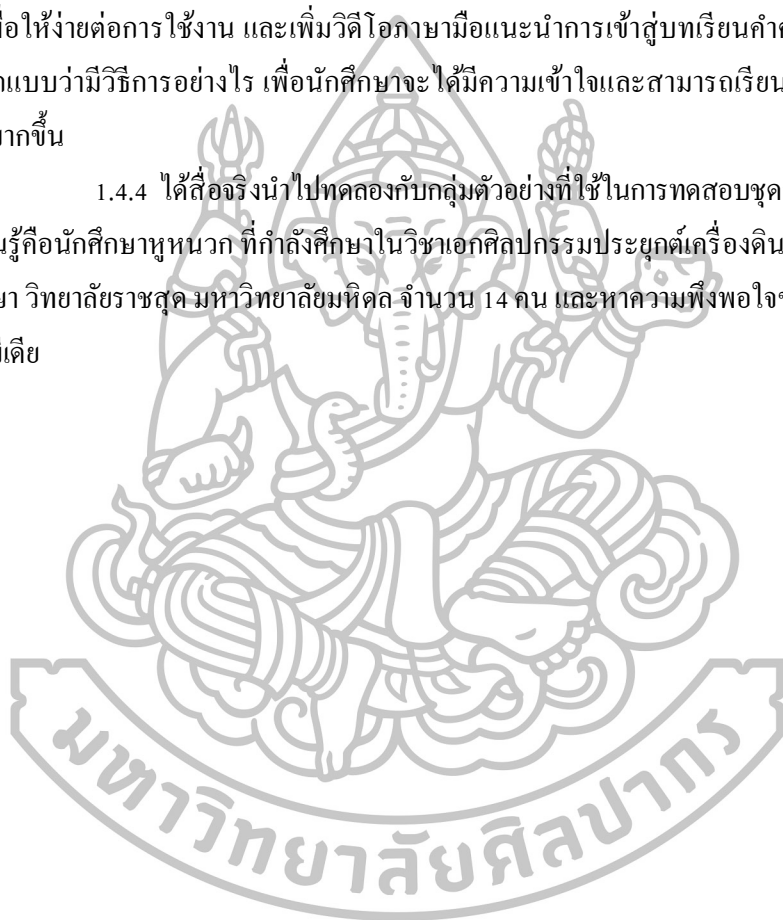 เพื่อให้ง่ายต่อการใช้งาน และเพิ่มวิดีโอภาษามือแนะนำการเข้าสู่บทเรียนคำ
แบบว่ามีวิธีการอย่างไร เพื่อนักศึกษาจะได้มีความเข้าใจและสามารถเรียน
มากขึ้น
1.4.4 ได้สื่อจริงนำไปทดลองกับกลุ่มตัวอย่างที่ใช้ในการทดสอบชุด
นรู้คือนักศึกษาหูหนวก ที่กำลังศึกษาในวิชาเอกศิลปกรรมประยุกต์เครื่องดิน
ษา วิทยาลัยราชสุด มหาวิทยาลัยมหิดล จำนวน 14 คน และหาความพึงพอใจ
มีเดีย
มหาวิทยาลัยศิลปากร